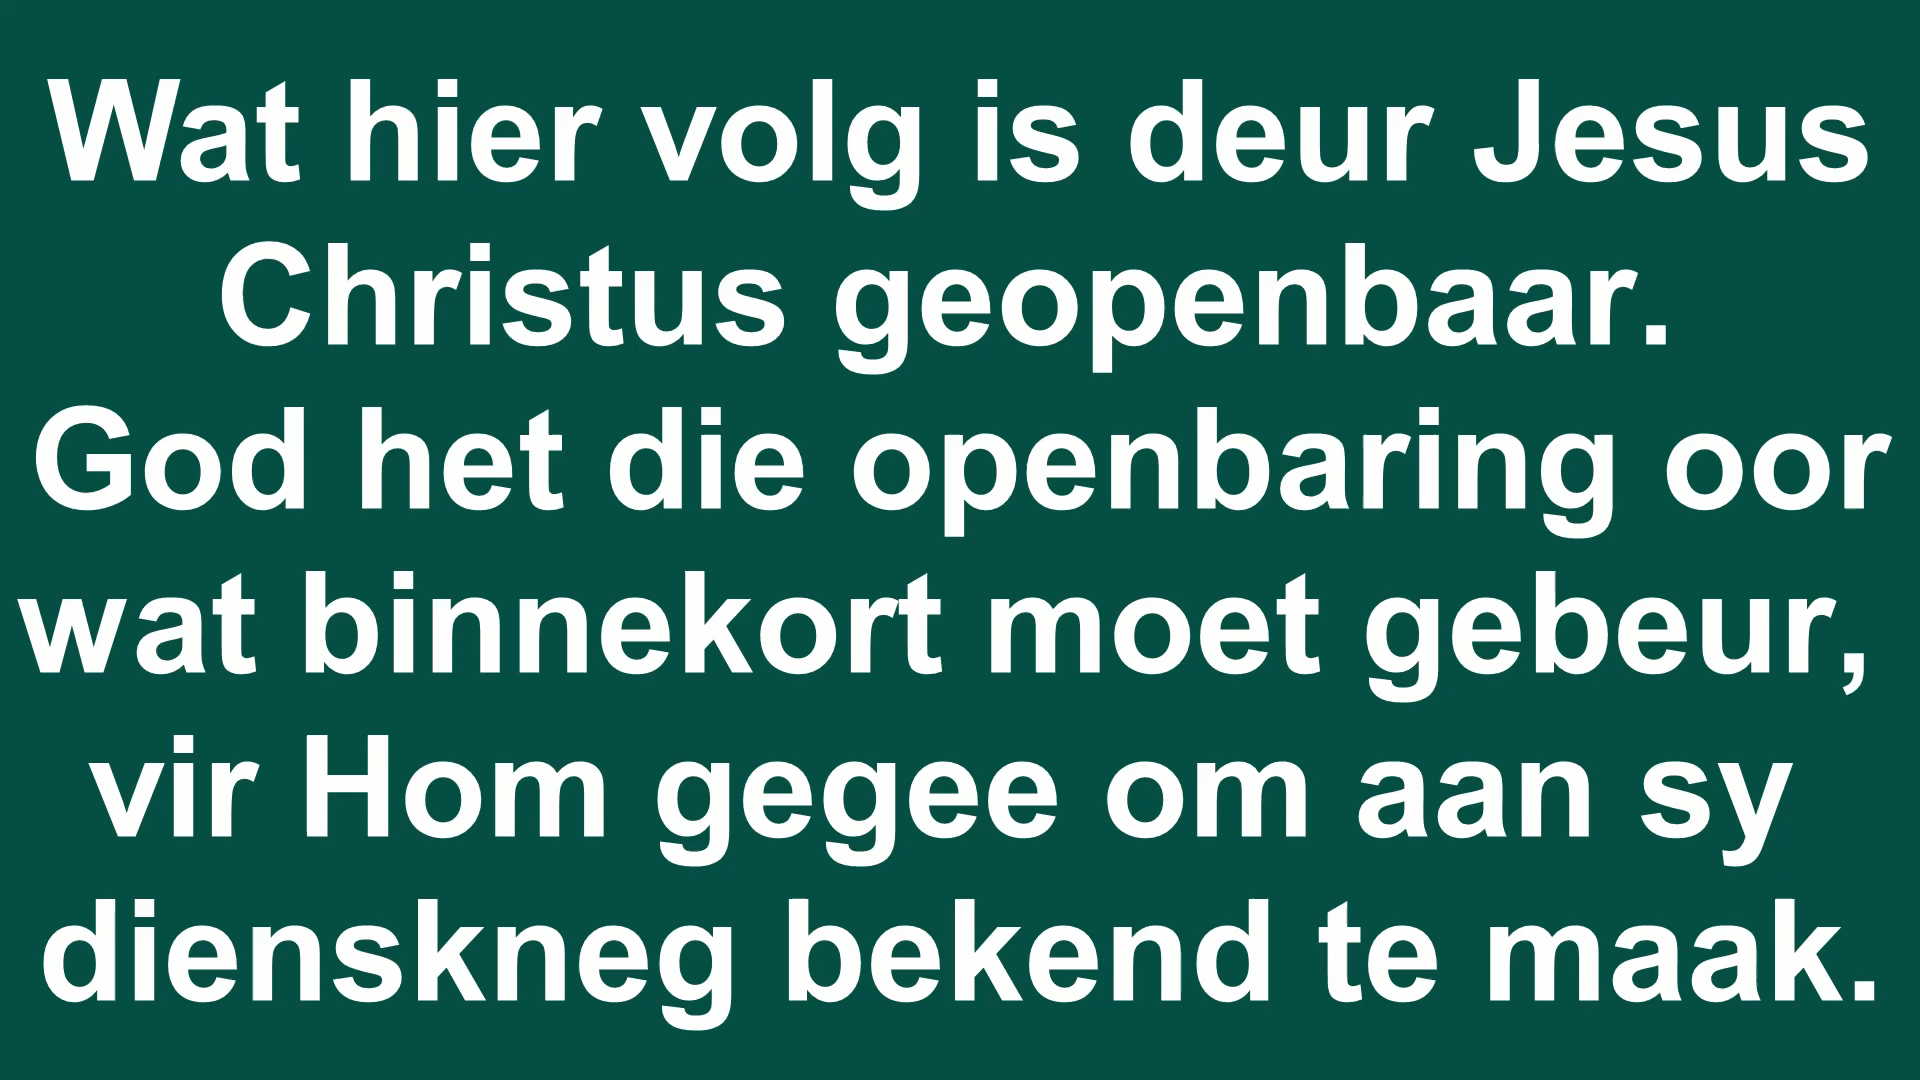 Wat hier volg is deur Jesus
Christus geopenbaar.
God het die openbaring oor
wat binnekort moet gebeur,
vir Hom gegee om aan sy
dienskneg bekend te maak.